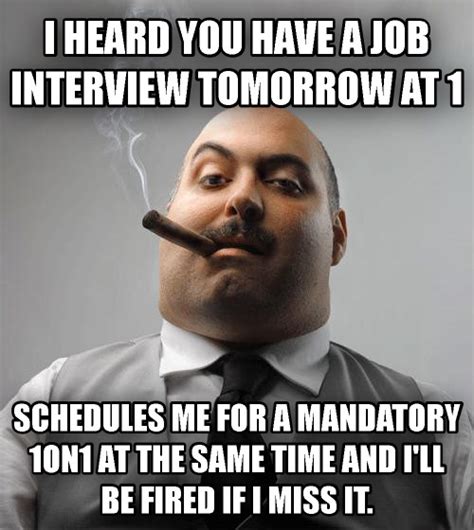 I HEARD YOU HAVE A JOB
INTERVIEW TOMORROW AT 1
SCHEDULES ME FOR A MANDATORY
1ON1 AT THE SAME TIME AND I'LL
BE FIRED IF I MISS IT.